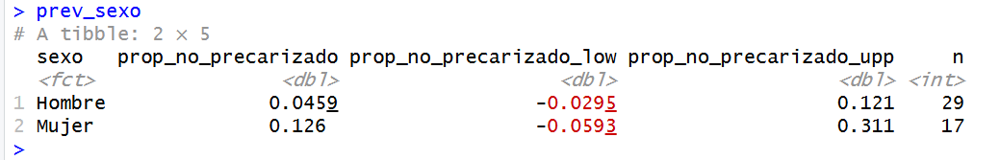 > prev_sexo
# A tibble: 2 × 5
  sexo   prop_no_precarizado prop_no_precarizado_low prop_no_precarizado_upp     n
  <fct>                <dbl>                   <dbl>                   <dbl> <int>
1 Hombre              0.0459                 -0.0295                   0.121    29
2 Mujer               0.126                  -0.0593                   0.311    17
>